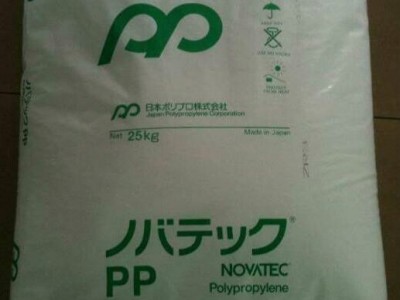 日本ポリプロ株式会社
Japan Polypropylene Corporation
Net 25kg
Made in Japan
ノバテック®
PP NOVATEC®
Polypropylene